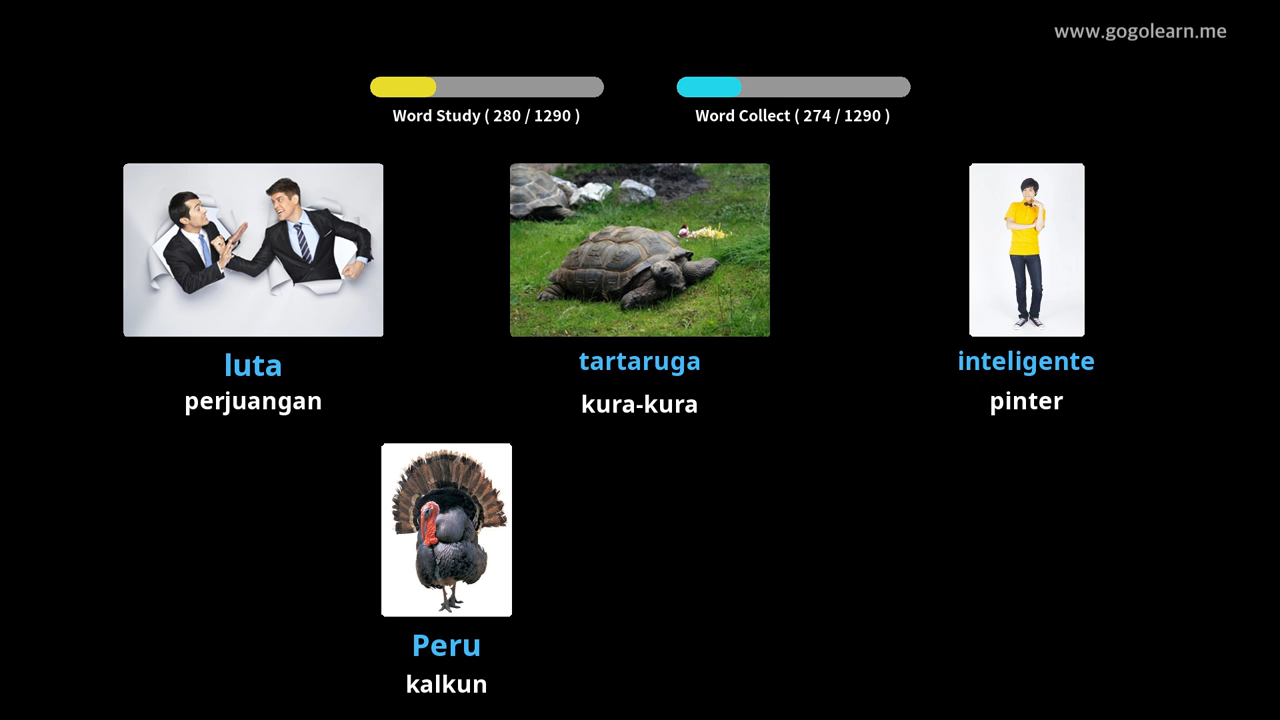 www.gogolearn.me
Word Study ( 280 / 1290 )
Word Collect ( 274 / 1290 )
luta
perjuangan
tartaruga
kura-kura
inteligente
pinter
Peru
kalkun